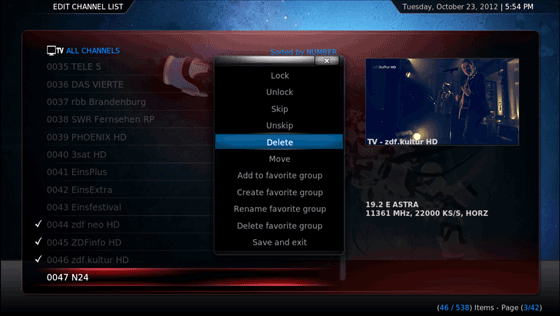 EDIT CHANNEL LIST
Tuesday, October 23, 2012 | 5:54 PM
TV ALL CHANNELS
Sorted by NUMBER
0035 TELE 5
0036 DAS VIERTE
0037 rbb Brandenburg
0038 SWR Fernsehen RP
0039 PHOENIX HD
0040 3sat HD
0041 EinsPlus
0042 EinsExtra
0043 Einsfestival
0044 zdf neo HD
0045 ZDFinfo HD
0046 zdf.kultur HD
0047 N24
Lock
Unlock
Skip
Unskip
Delete
Move
Add to favorite group
Create favorite group
Rename favorite group
Delete favorite group
Save and exit
zdf.kultur HD
TV - zdf.kultur HD
19.2 E ASTRA
11361 MHz, 22000 KS/S, HORZ
(46 / 538) Items - Page (3/42)